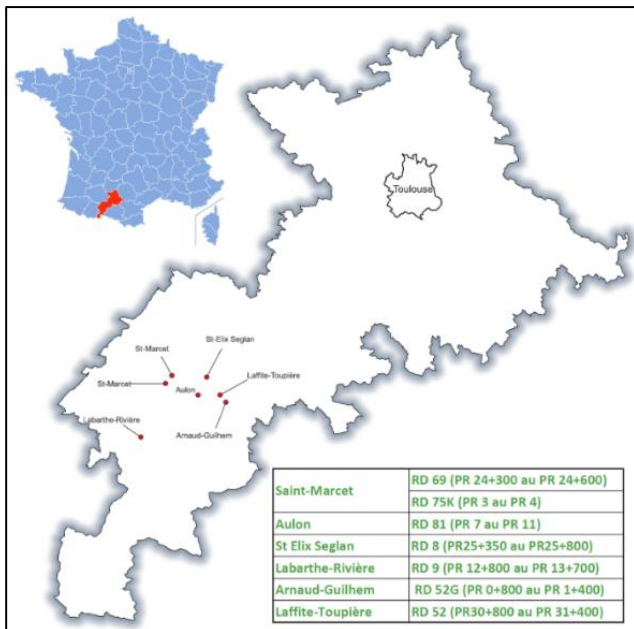 Toulouse
St-Elix Seglan
St-Marcet
St-Marcet
Aulon
Laffite-Toupière
Labarthe-Rivière
Arnaud-Guilhem
Saint-Marcet
RD 69 (PR 24+300 au PR 24+600)
RD 75K (PR 3 au PR 4)
Aulon
RD 81 (PR 7 au PR 11)
St Elix Seglan
RD 8 (PR25+350 au PR25+800)
Labarthe-Rivière
RD 9 (PR 12+800 au PR 13+700)
Arnaud-Guilhem
RD 52G (PR 0+800 au PR 1+400)
Laffite-Toupière
RD 52 (PR30+800 au PR 31+400)